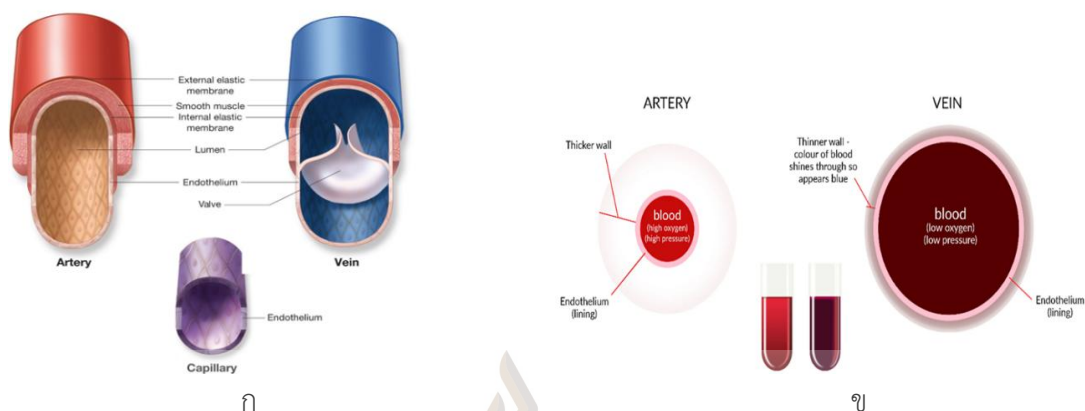 External elastic
membrane
Smooth muscle
Internal elastic
membrane
Lumen
Endothelium
Valve
Artery
Vein
Endothelium
Capillary
ก
ARTERY
VEIN
Thicker wall
Thinner wall -
colour of blood
shines through so
appears blue
blood
(high oxygen)
(high pressure)
blood
(low oxygen)
(low pressure)
Endothelium
(lining)
Endothelium
(lining)
ข